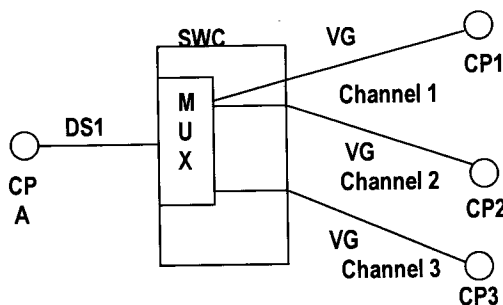 SWC
VG
CP1
Channel 1
M
U
X
DS1
CP
A
VG
Channel 2
CP2
VG
Channel 3
CP3